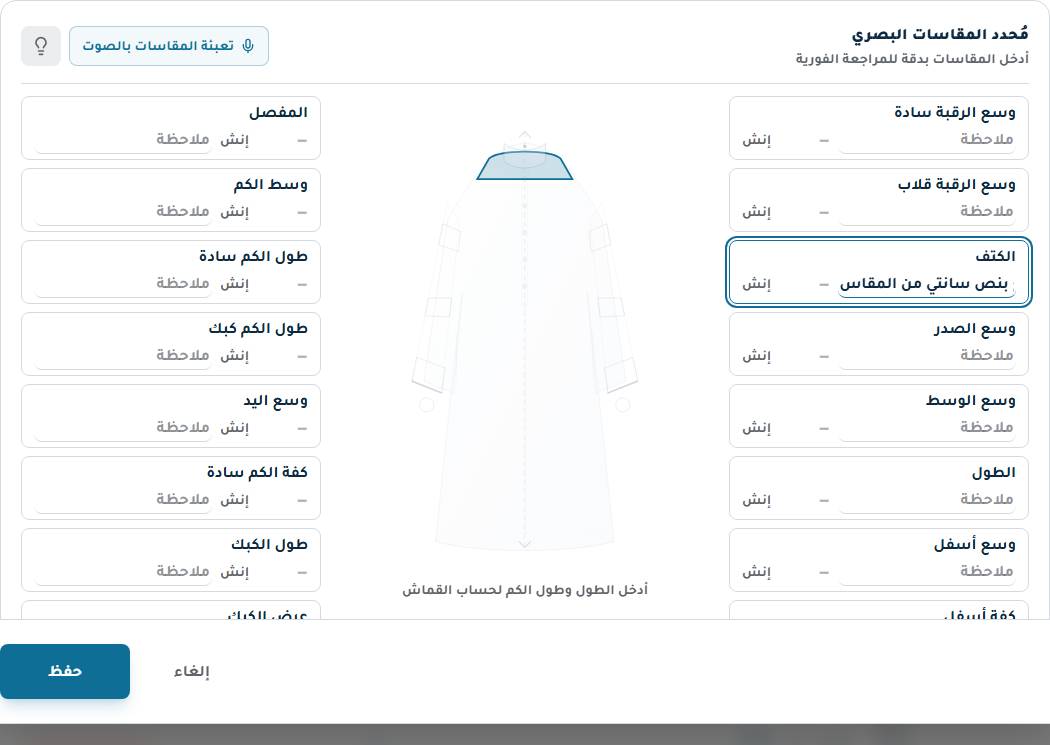 مُحدد المقاسات البصري
أدخل المقاسات بدقة للمراجعة الفورية
تعبئة المقاسات بالصوت
وسع الرقبة سادة
ملاحظة – إنش
وسع الرقبة قلاب
ملاحظة – إنش
الكتف
بنص سانتي من المقاس – إنش
وسع الصدر
ملاحظة – إنش
وسع الوسط
ملاحظة – إنش
الطول
ملاحظة – إنش
وسع أسفل
ملاحظة – إنش
كفة أسفل
أدخل الطول وطول الكم لحساب القماش
المفصل
– إنش ملاحظة
وسط الكم
– إنش ملاحظة
طول الكم سادة
– إنش ملاحظة
طول الكم كبك
– إنش ملاحظة
وسع اليد
– إنش ملاحظة
كفة الكم سادة
– إنش ملاحظة
طول الكبك
– إنش ملاحظة
عرض الكبك
إلغاء
حفظ